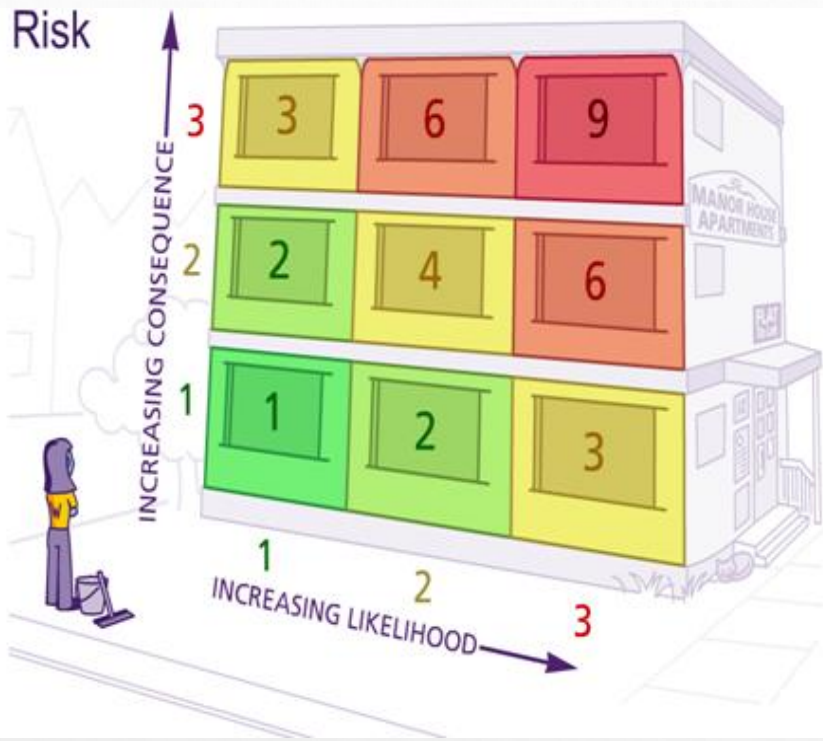 Risk
INCREASING CONSEQUENCE
3
3 6 9
2
2 4 6
1
1 2 3
1 2 3
INCREASING LIKELIHOOD
MANOR HOUSE
APARTMENTS
FLAT